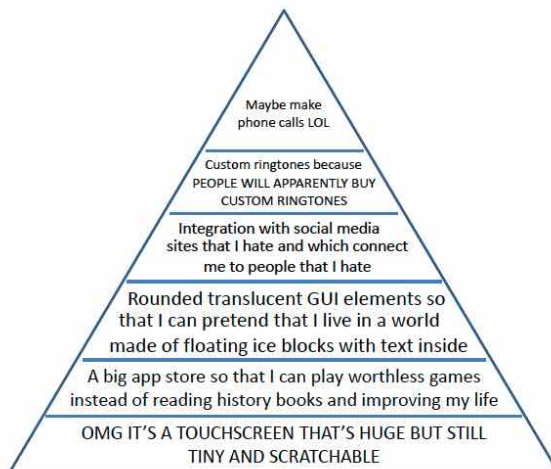 Maybe make
phone calls LOL
Custom ringtones because
PEOPLE WILL APPARENTLY BUY
CUSTOM RINGTONES
Integration with social media
sites that I hate and which connect
me to people that I hate
Rounded translucent GUI elements so
that I can pretend that I live in a world
made of floating ice blocks with text inside
A big app store so that I can play worthless games
instead of reading history books and improving my life
OMG IT'S A TOUCHSCREEN THAT'S HUGE BUT STILL
TINY AND SCRATCHABLE